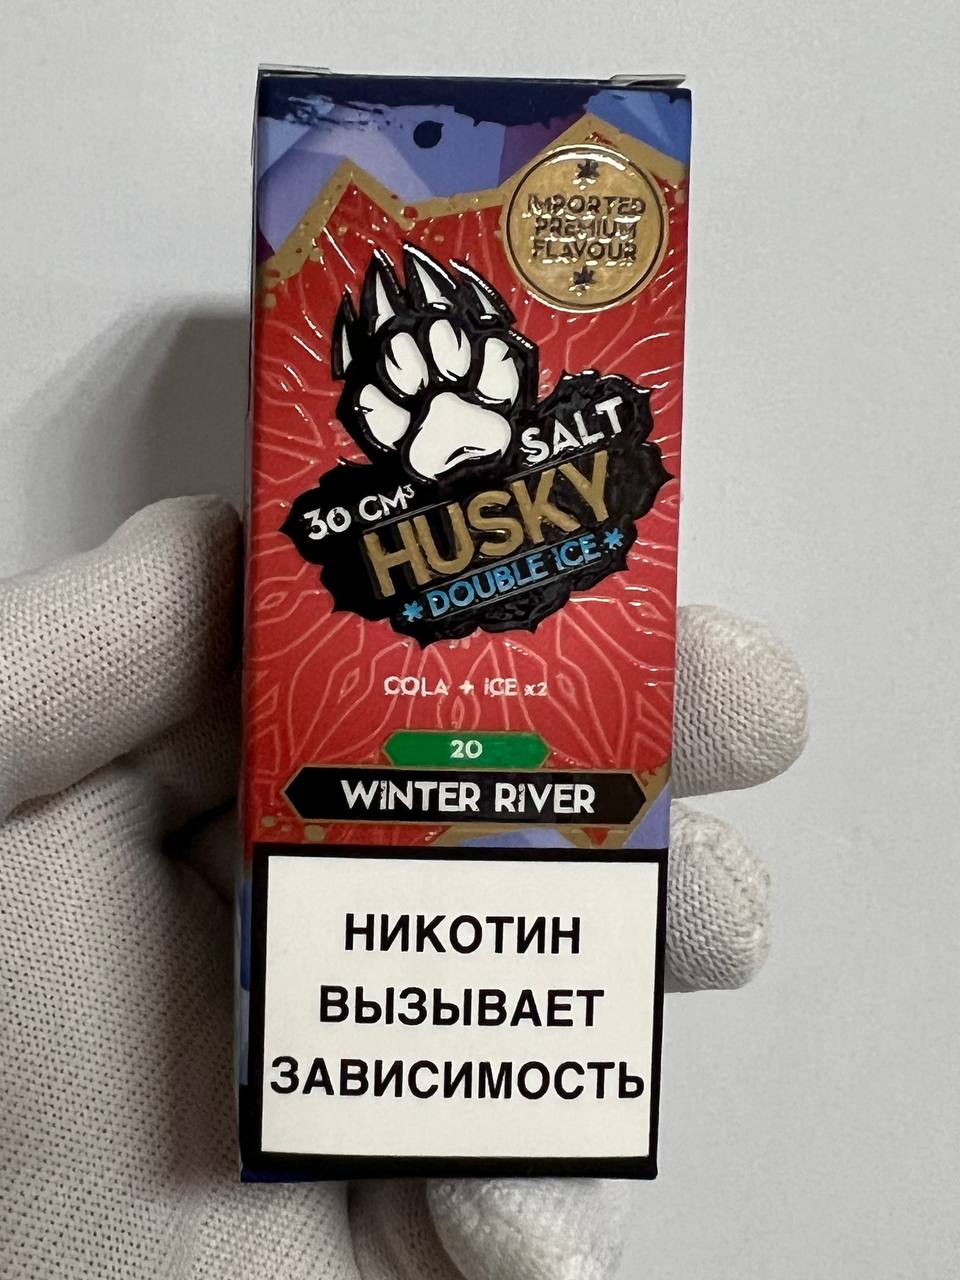 IMPORTED
PREMIUM
FLAVOUR
SALT
30 CM³
HUSKY
DOUBLE ICE
COLA + ICE x2
20
WINTER RIVER
НИКОТИН
ВЫЗЫВАЕТ
ЗАВИСИМОСТЬ